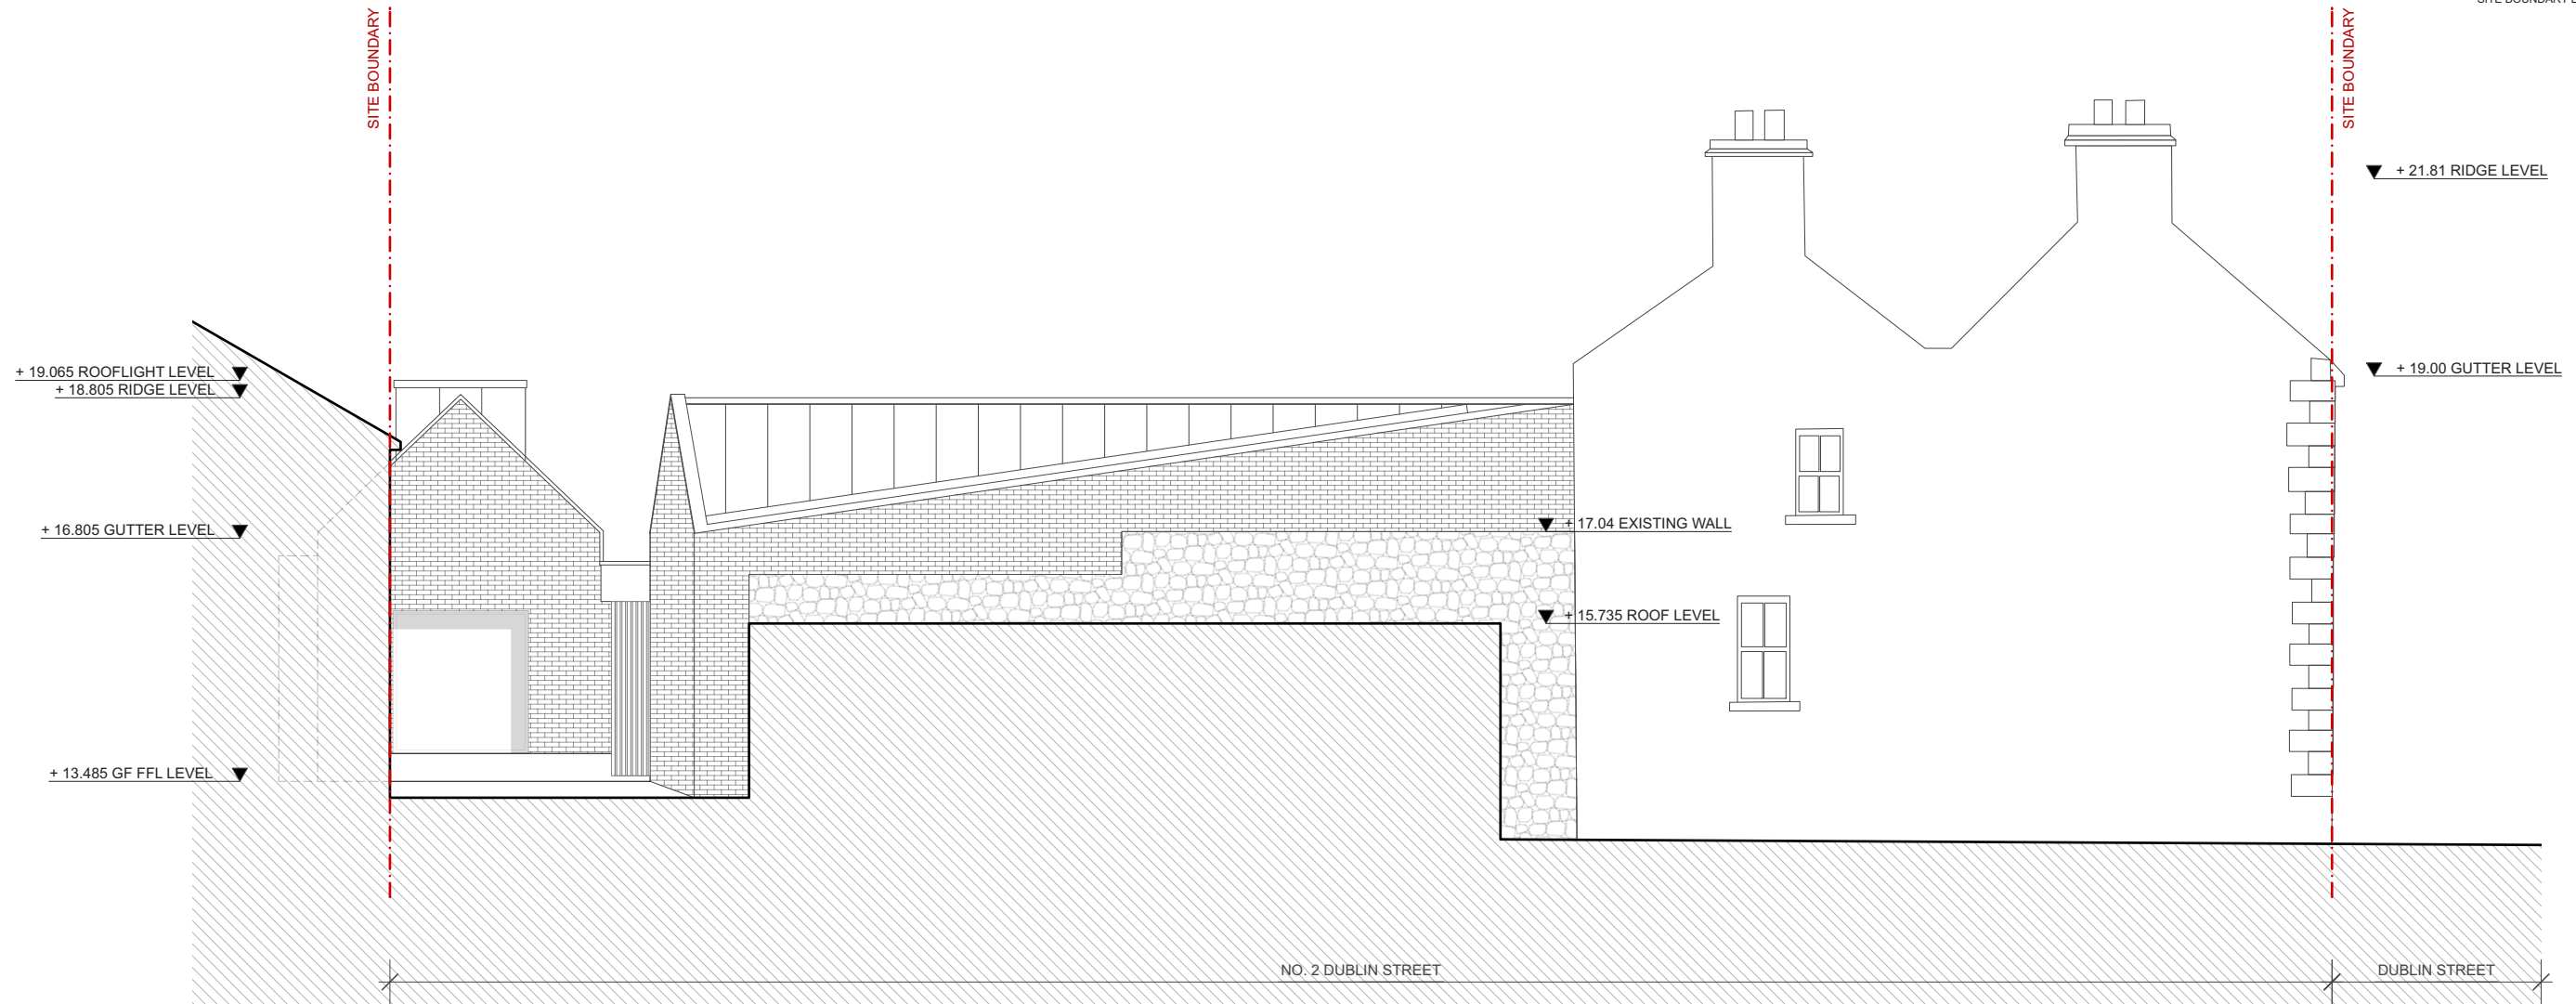 SITE BOUNDARY
SITE BOUNDARY
SITE BOUNDARY
+ 21.81 RIDGE LEVEL
+ 19.065 ROOFLIGHT LEVEL
+ 18.805 RIDGE LEVEL
+ 19.00 GUTTER LEVEL
+ 16.805 GUTTER LEVEL
+ 17.04 EXISTING WALL
+ 15.735 ROOF LEVEL
+ 13.485 GF FFL LEVEL
NO. 2 DUBLIN STREET
DUBLIN STREET